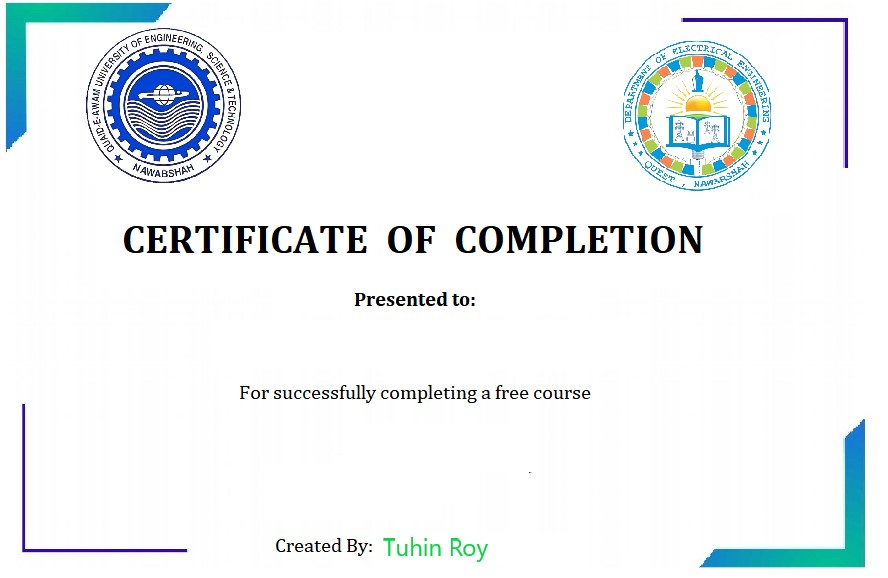 QUAID-E-AWAM UNIVERSITY OF ENGINEERING, SCIENCE & TECHNOLOGY
NAWABSHAH
DEPARTMENT OF ELECTRICAL ENGINEERING
QUEST , NAWABSHAH
CERTIFICATE OF COMPLETION
Presented to:
For successfully completing a free course
Created By: Tuhin Roy